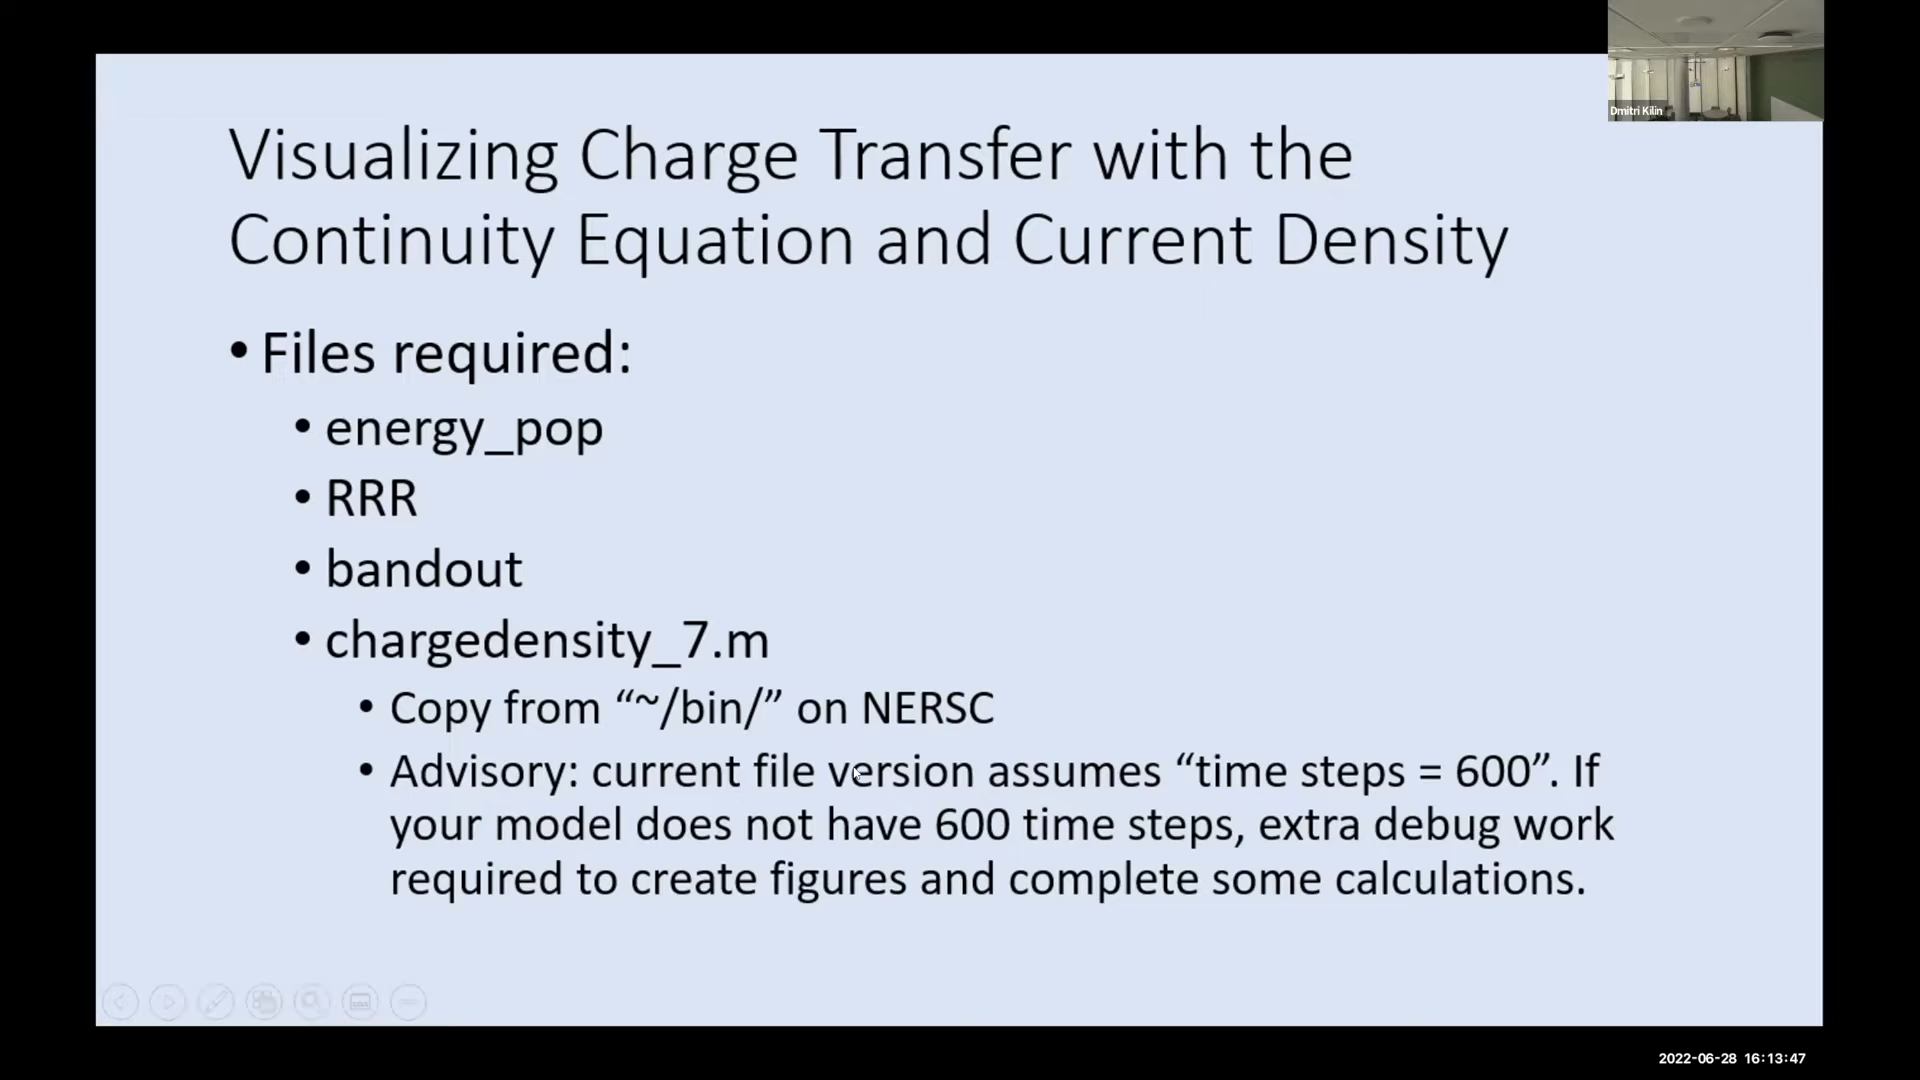 Dmitri Kilin
Visualizing Charge Transfer with the
Continuity Equation and Current Density
• Files required:
• energy_pop
• RRR
• bandout
• chargedensity_7.m
• Copy from “~/bin/” on NERSC
• Advisory: current file version assumes “time steps = 600”. If
your model does not have 600 time steps, extra debug work
required to create figures and complete some calculations.
2022-06-28 16:13:47